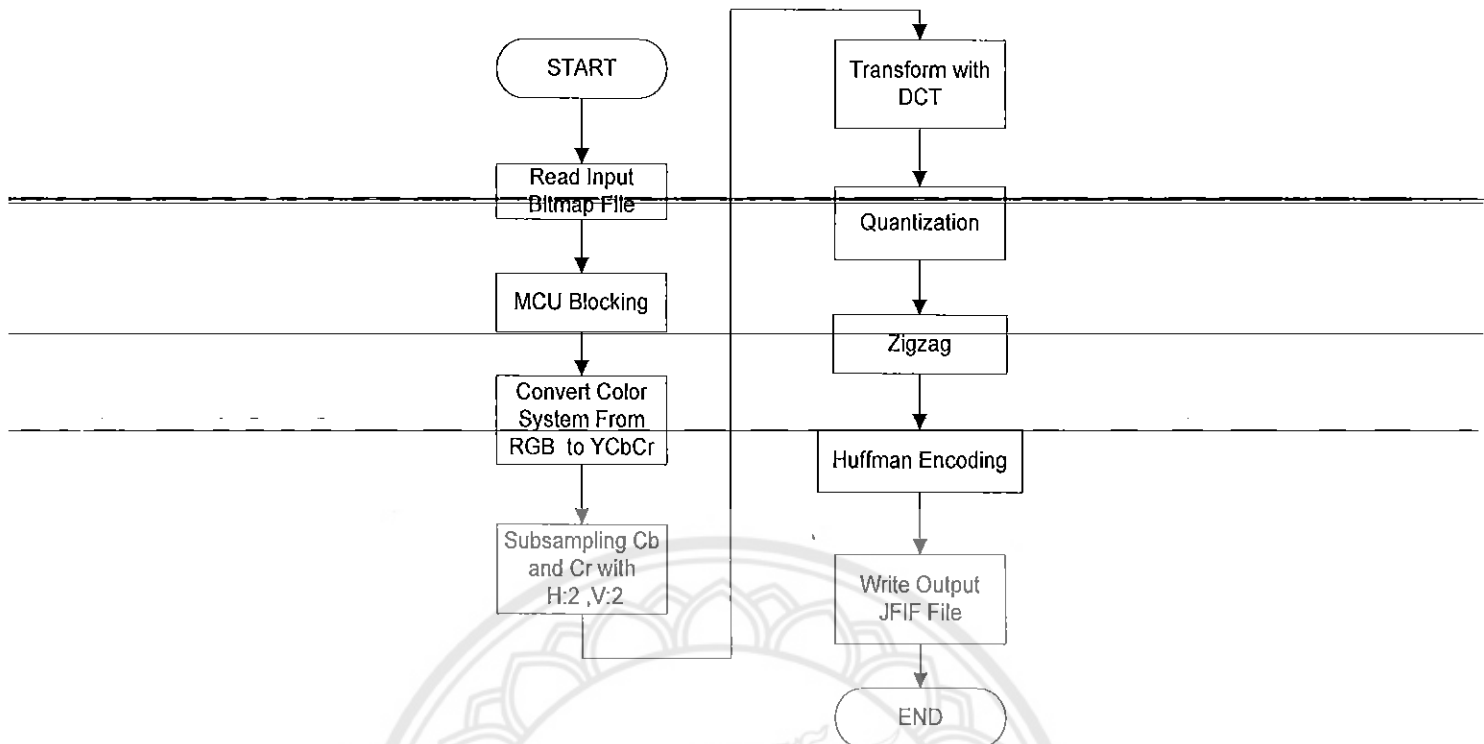 START
Read Input
Bitmap File
MCU Blocking
Convert Color
System From
RGB to YCbCr
Subsampling Cb
and Cr with
H:2 ,V:2
Transform with
DCT
Quantization
Zigzag
Huffman Encoding
Write Output
JFIF File
END